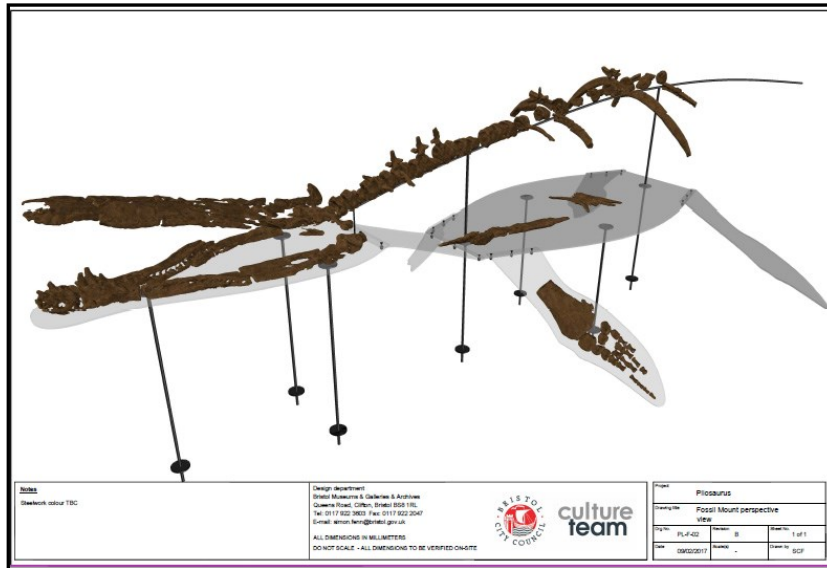 Notes
Steelwork colour TBC
Design department
Bristol Museums & Galleries & Archives
Queens Road, Clifton, Bristol BS8 1RL
Tel: 0117 922 3603 Fax: 0117 922 2047
E-mail: simon.fenn@bristol.gov.uk
ALL DIMENSIONS IN MILLIMETERS
DO NOT SCALE - ALL DIMENSIONS TO BE VERIFIED ON-SITE
BRISTOL
CITY COUNCIL
culture
team
Project
Pliosaurus
Drawing title
Fossil Mount perspective
view
Drg No.
PL-F-02
Revision
B
Sheet No.
1 of 1
Date
09/02/2017
Scale(s)
-
Drawn by
SCF